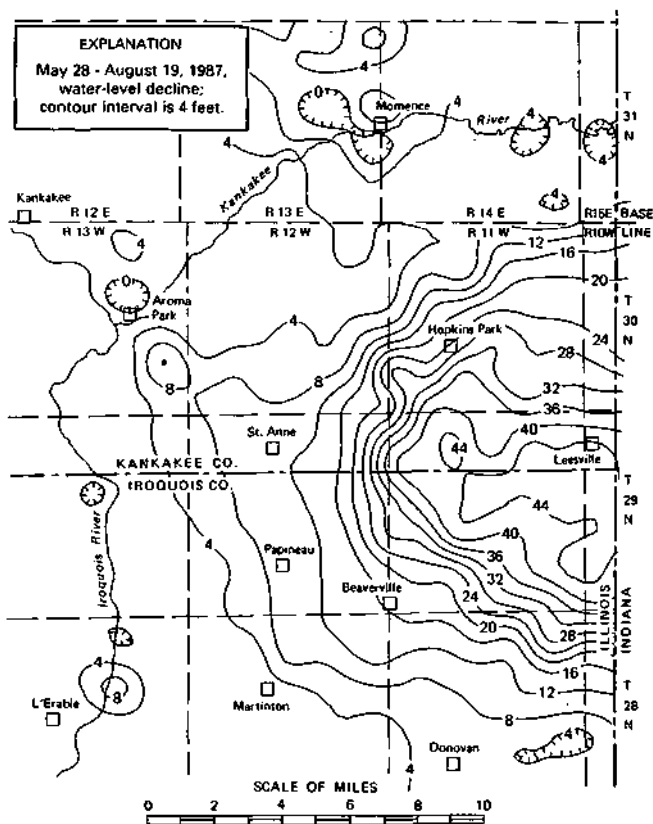 EXPLANATION
May 28 - August 19, 1987,
water-level decline;
contour interval is 4 feet.
4
0
Momence
4
River
4
4
T
31
N
4
4
4
Kankakee
Kankakee
R 12 E
R 13 E
R 14 E
R15E
BASE
R 13 W
R 12 W
R 11 W
R10W
LINE
4
12
16
0
Aroma
Park
20
T
30
N
4
Hopkins Park
24
28
8
8
32
36
40
St. Anne
44
Leesville
KANKAKEE CO.
IROQUOIS CO.
T
29
N
44
Iroquois River
40
4
36
Papineau
32
Beaverville
24
ILLINOIS
INDIANA
20
28
4
16
T
28
N
8
12
L'Erable
Martinton
8
4
4
Donovan
SCALE OF MILES
0 2 4 6 8 10